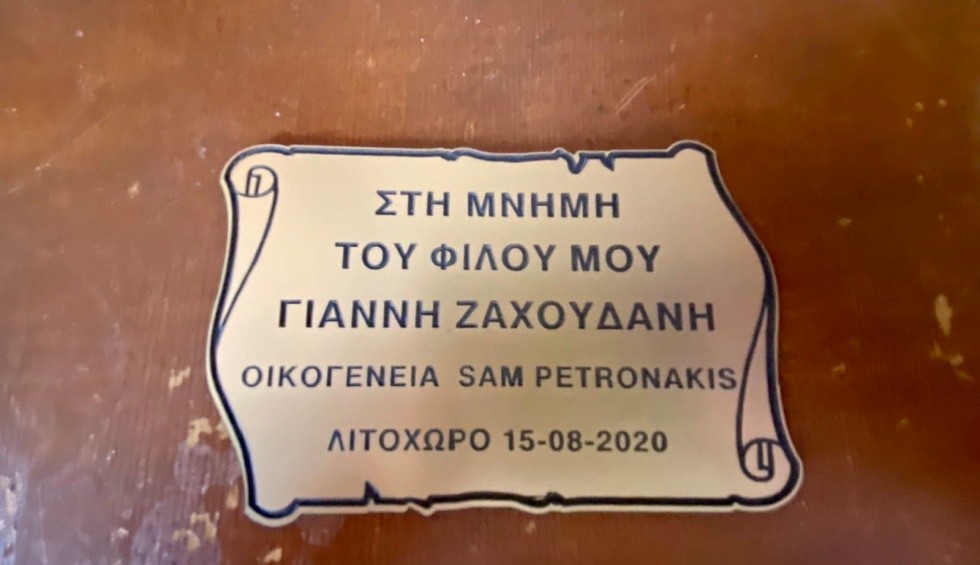 ΣΤΗ ΜΝΗΜΗ
ΤΟΥ ΦΙΛΟΥ ΜΟΥ
ΓΙΑΝΝΗ ΖΑΧΟΥΔΑΝΗ
ΟΙΚΟΓΕΝΕΙΑ SAM PETRONAKIS
ΛΙΤΟΧΩΡΟ 15-08-2020